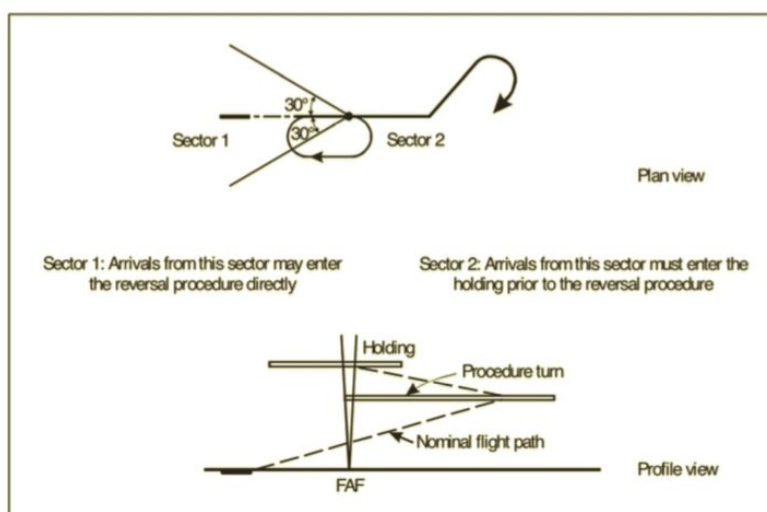 30°
30°
Sector 1
Sector 2
Plan view
Sector 1: Arrivals from this sector may enter
the reversal procedure directly
Sector 2: Arrivals from this sector must enter the
holding prior to the reversal procedure
Holding
Procedure turn
Nominal flight path
Profile view
FAF